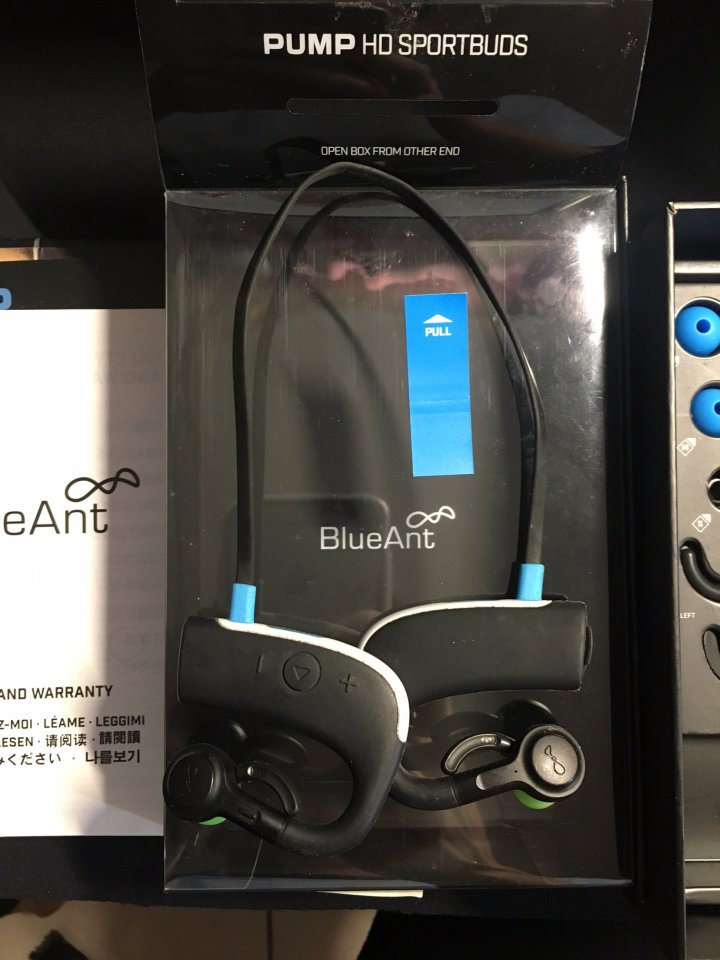 PUMP HD SPORTBUDS
OPEN BOX FROM OTHER END
PULL
BlueAnt
eAnt
AND WARRANTY
Z-MOI · LÉAME · LEGGIMI
LESEN · 请阅读 · 請閱讀
ください · 나를보기
M
S
LEFT